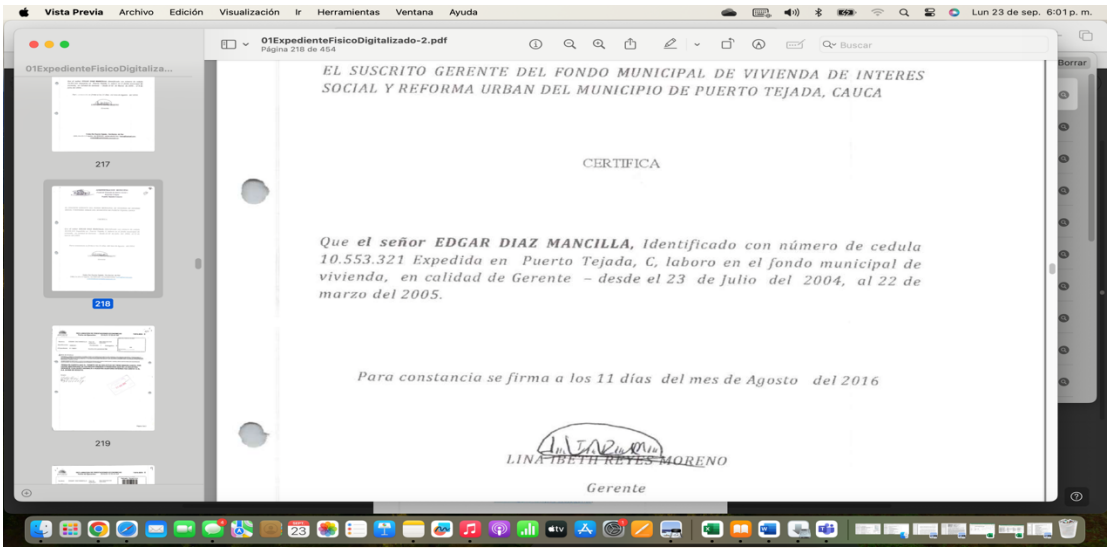 Vista Previa Archivo Edición Visualización Ir Herramientas Ventana Ayuda Lun 23 de sep. 6:01 p. m.
01ExpedienteFisicoDigitalizado-2.pdf
Página 218 de 454
Buscar
Borrar
01ExpedienteFisicoDigitaliza...
217
218
219
EL SUSCRITO GERENTE DEL FONDO MUNICIPAL DE VIVIENDA DE INTERES
SOCIAL Y REFORMA URBAN DEL MUNICIPIO DE PUERTO TEJADA, CAUCA
CERTIFICA
Que el señor EDGAR DIAZ MANCILLA, Identificado con número de cedula
10.553.321 Expedida en Puerto Tejada, C, laboro en el fondo municipal de
vivienda, en calidad de Gerente – desde el 23 de Julio del 2004, al 22 de
marzo del 2005.
Para constancia se firma a los 11 días del mes de Agosto del 2016
LINA IBETH REYES MORENO
Gerente
SEPT
23
tv